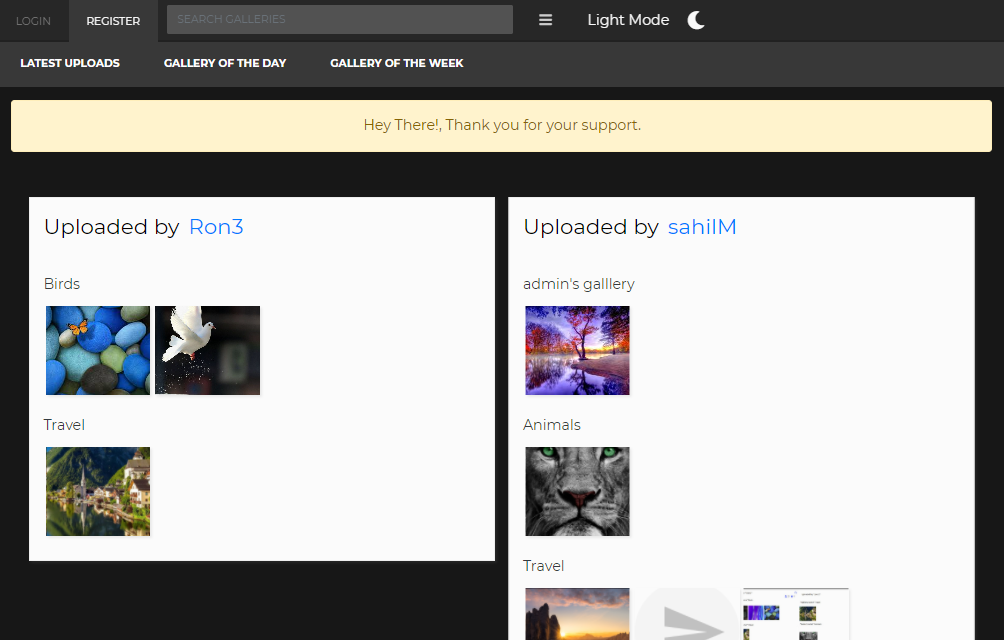 LOGIN REGISTER SEARCH GALLERIES Light Mode
LATEST UPLOADS GALLERY OF THE DAY GALLERY OF THE WEEK
Hey There!, Thank you for your support.
Uploaded by Ron3
Birds
Travel
Uploaded by sahilM
admin's galllery
Animals
Travel